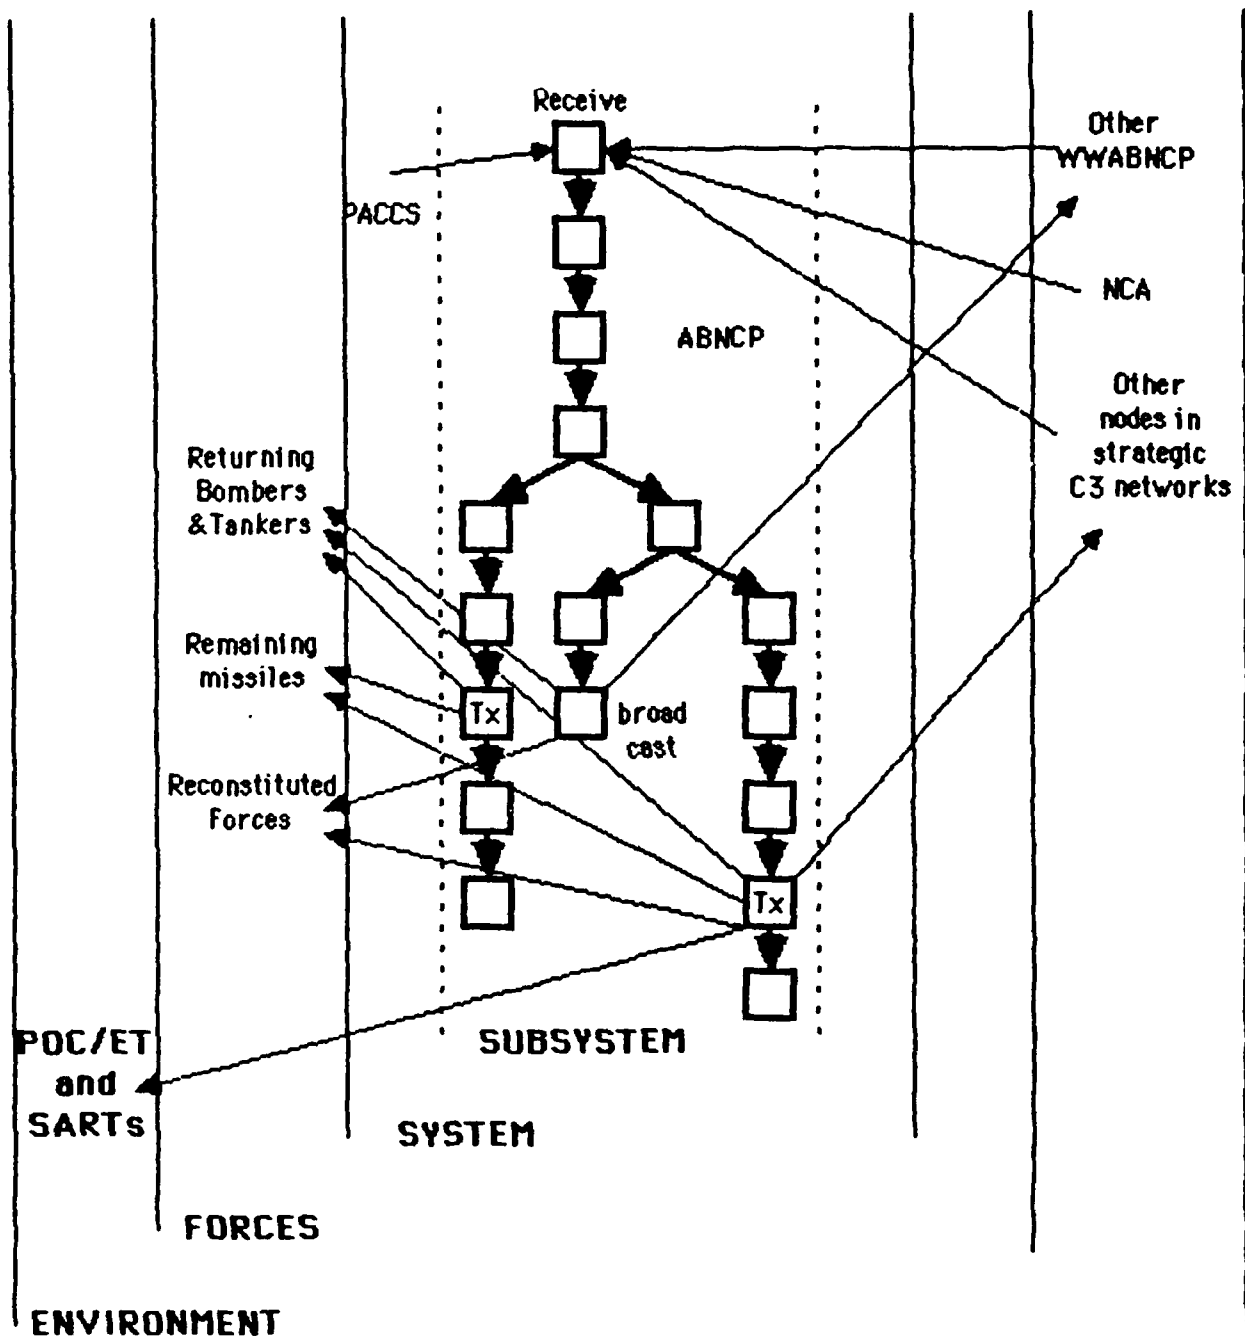 Receive
Other
WWABNCP
PACCS
NCA
ABNCP
Other
nodes in
strategic
C3 networks
Returning
Bombers
&Tankers
Remaining
missiles
Tx
broad
cast
Reconstituted
Forces
Tx
POC/ET
and
SARTs
SUBSYSTEM
SYSTEM
FORCES
ENVIRONMENT